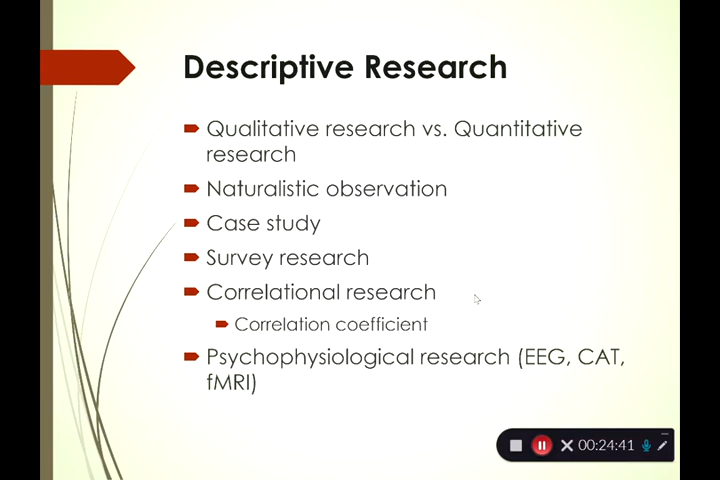 Descriptive Research
Qualitative research vs. Quantitative
research
Naturalistic observation
Case study
Survey research
Correlational research
Correlation coefficient
Psychophysiological research (EEG, CAT,
fMRI)
00:24:41